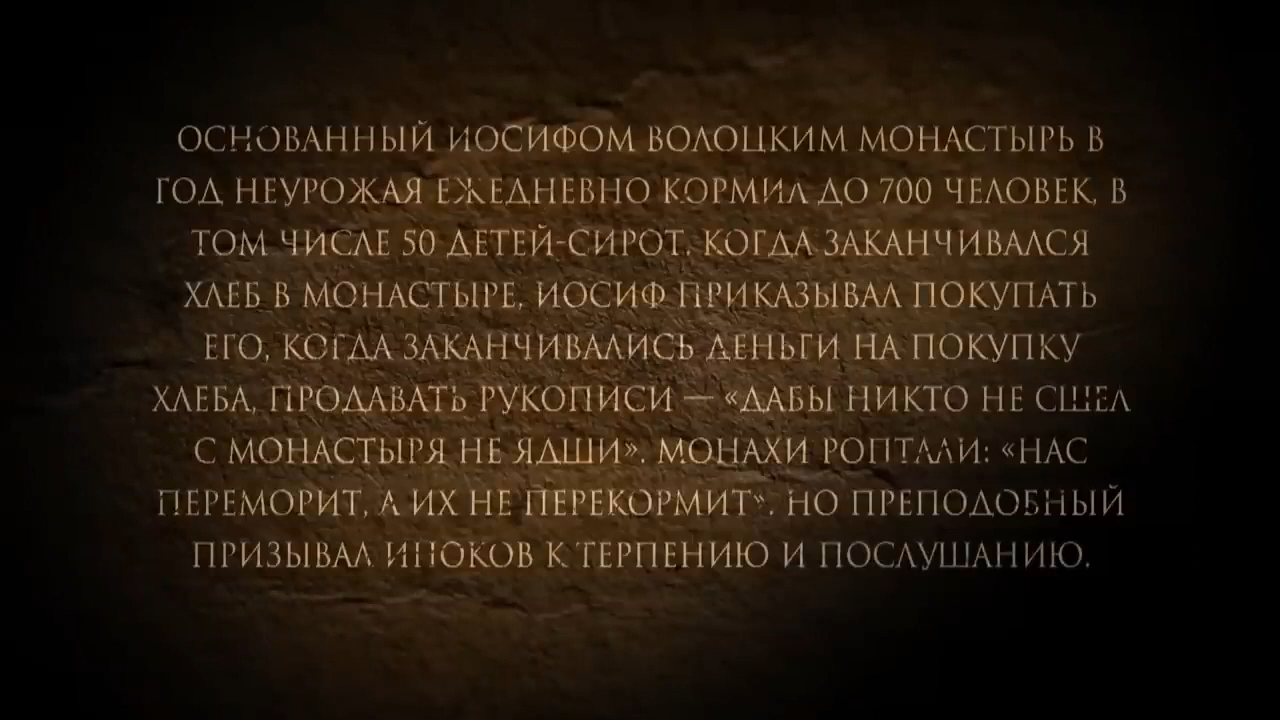 ОСНОВАННЫЙ ИОСИФОМ ВОЛОЦКИМ МОНАСТЫРЬ В
ГОД НЕУРОЖАЯ ЕЖЕДНЕВНО КОРМИЛ ДО 700 ЧЕЛОВЕК, В
ТОМ ЧИСЛЕ 50 ДЕТЕЙ-СИРОТ. КОГДА ЗАКАНЧИВАЛСЯ
ХЛЕБ В МОНАСТЫРЕ, ИОСИФ ПРИКАЗЫВАЛ ПОКУПАТЬ
ЕГО, КОГДА ЗАКАНЧИВАЛИСЬ ДЕНЬГИ НА ПОКУПКУ
ХЛЕБА, ПРОДАВАТЬ РУКОПИСИ — «ДАБЫ НИКТО НЕ СШЕЛ
С МОНАСТЫРЯ НЕ ЯДШИ». МОНАХИ РОПТАЛИ: «НАС
ПЕРЕМОРИТ, А ИХ НЕ ПЕРЕКОРМИТ». НО ПРЕПОДОБНЫЙ
ПРИЗЫВАЛ ИНОКОВ К ТЕРПЕНИЮ И ПОСЛУШАНИЮ.